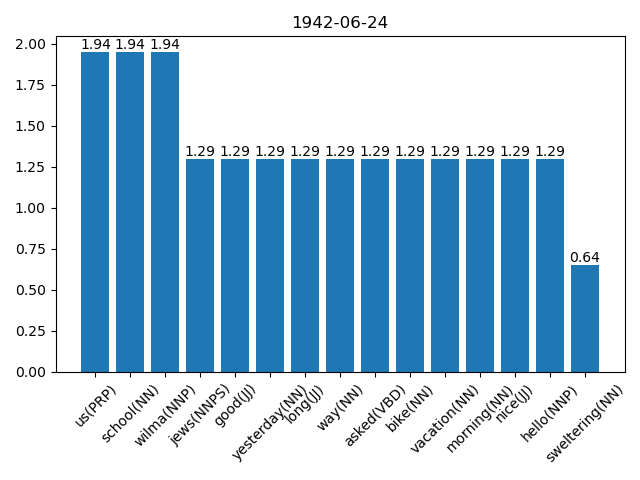 1942-06-24
2.00
1.75
1.50
1.25
1.00
0.75
0.50
0.25
0.00
1.94 1.94 1.94 1.29 1.29 1.29 1.29 1.29 1.29 1.29 1.29 1.29 1.29 1.29 0.64
us(PRP)
school(NN)
wilma(NNP)
jews(NNPS)
good(JJ)
yesterday(NN)
long(JJ)
way(NN)
asked(VBD)
bike(NN)
vacation(NN)
morning(NN)
nice(JJ)
hello(NNP)
sweltering(NN)